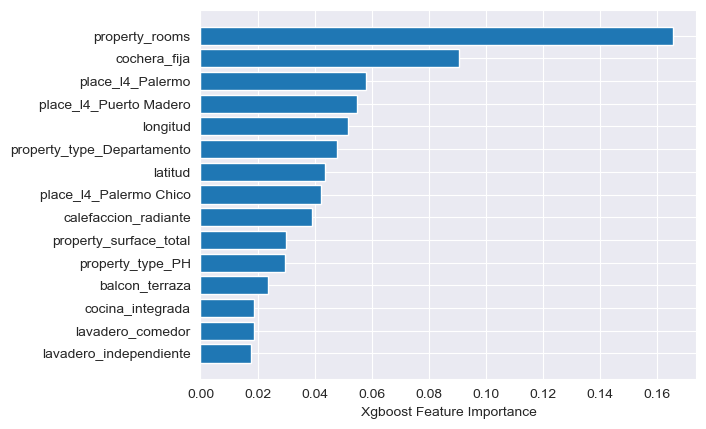 property_rooms
cochera_fija
place_l4_Palermo
place_l4_Puerto Madero
longitud
property_type_Departamento
latitud
place_l4_Palermo Chico
calefaccion_radiante
property_surface_total
property_type_PH
balcon_terraza
cocina_integrada
lavadero_comedor
lavadero_independiente
0.00 0.02 0.04 0.06 0.08 0.10 0.12 0.14 0.16
Xgboost Feature Importance